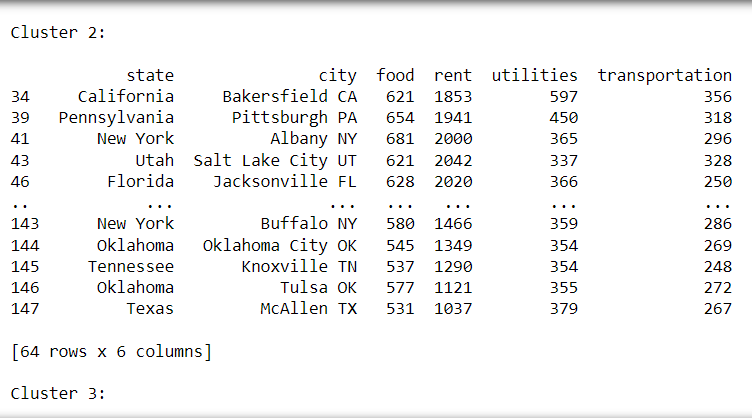 Cluster 2:
state city food rent utilities transportation
34 California Bakersfield CA 621 1853 597 356
39 Pennsylvania Pittsburgh PA 654 1941 450 318
41 New York Albany NY 681 2000 365 296
43 Utah Salt Lake City UT 621 2042 337 328
46 Florida Jacksonville FL 628 2020 366 250
.. ... ... ... ... ... ...
143 New York Buffalo NY 580 1466 359 286
144 Oklahoma Oklahoma City OK 545 1349 354 269
145 Tennessee Knoxville TN 537 1290 354 248
146 Oklahoma Tulsa OK 577 1121 355 272
147 Texas McAllen TX 531 1037 379 267
[64 rows x 6 columns]
Cluster 3: